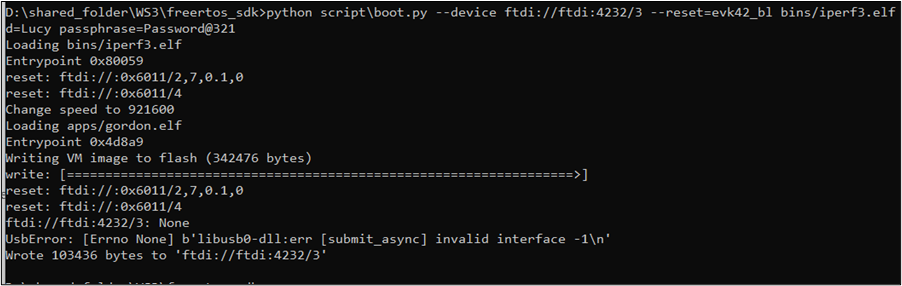 D:\shared_folder\WS3\freertos_sdk>python script\boot.py --device ftdi://ftdi:4232/3 --reset=evk42_bl bins/iperf3.elf
d=Lucy passphrase=Password@321
Loading bins/iperf3.elf
Entrypoint 0x80059
reset: ftdi://:0x6011/2,7,0.1,0
reset: ftdi://:0x6011/4
Change speed to 921600
Loading apps/gordon.elf
Entrypoint 0x4d8a9
Writing VM image to flash (342476 bytes)
write: [==================================================================>]
reset: ftdi://:0x6011/2,7,0.1,0
reset: ftdi://:0x6011/4
ftdi://ftdi:4232/3: None
UsbError: [Errno None] b'libusb0-dll:err [submit_async] invalid interface -1\n'
Wrote 103436 bytes to 'ftdi://ftdi:4232/3'